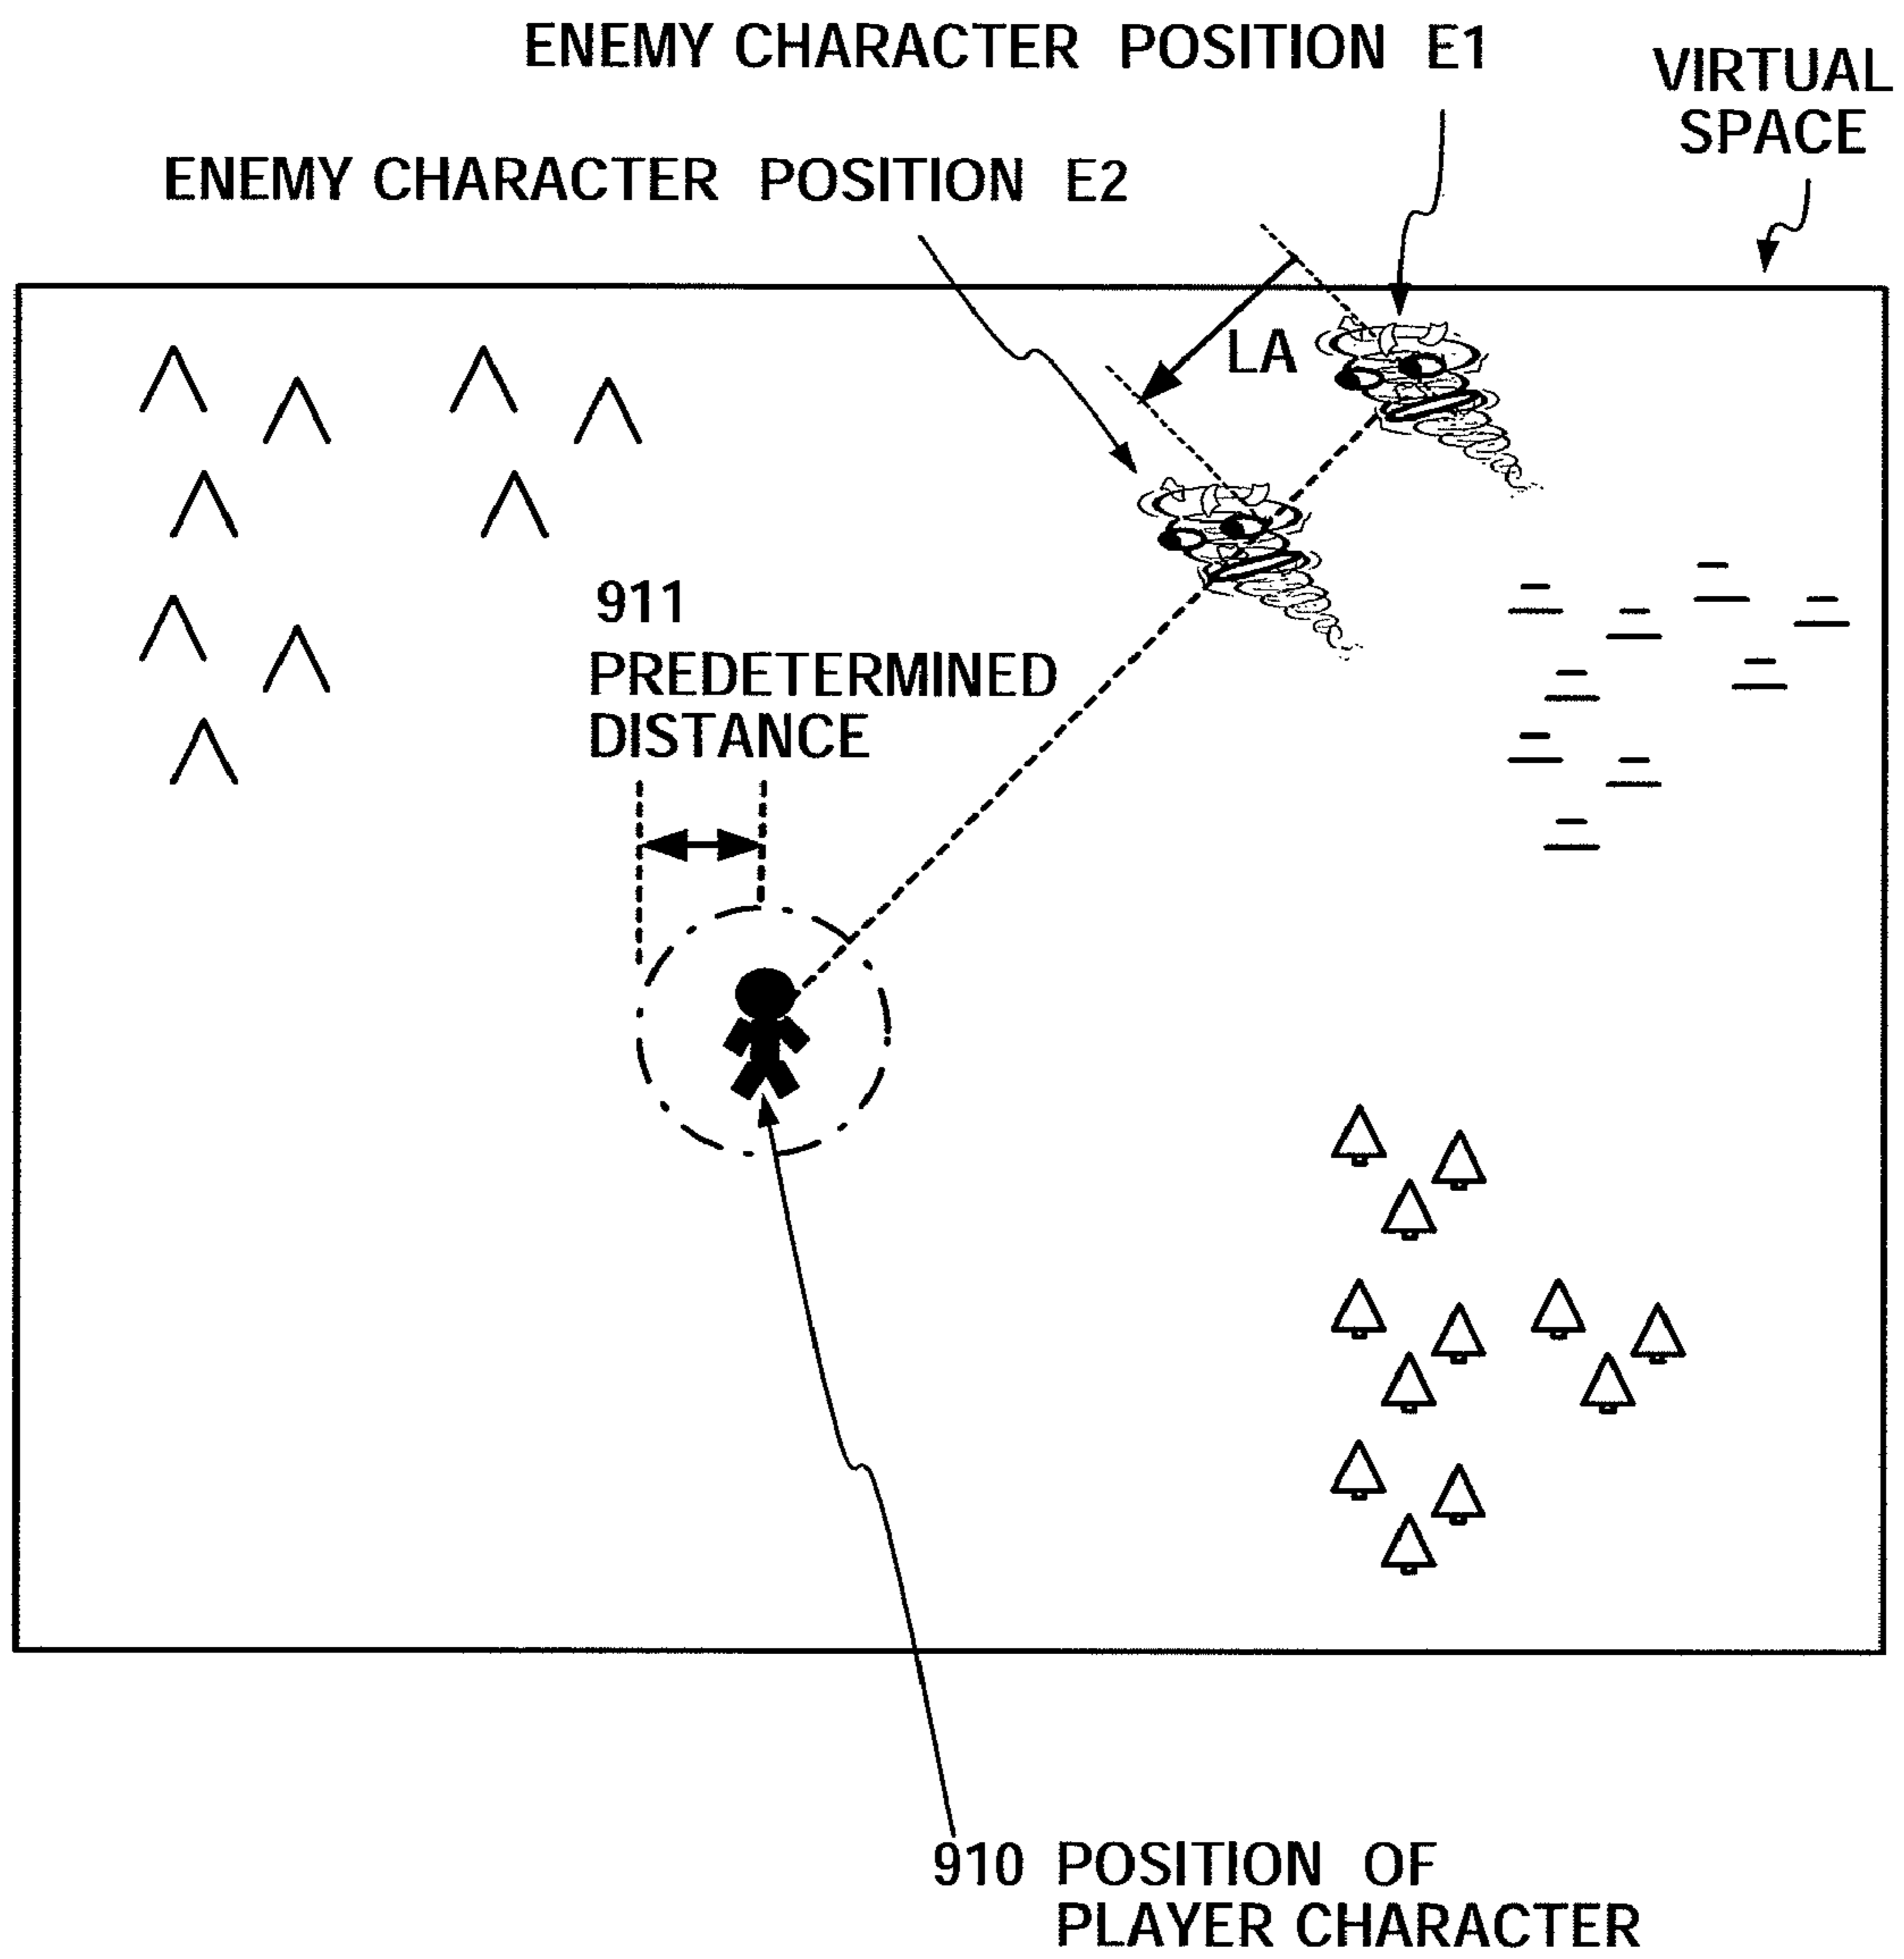 ENEMY CHARACTER POSITION E1
VIRTUAL
SPACE
ENEMY CHARACTER POSITION E2
LA
911
PREDETERMINED
DISTANCE
910 POSITION OF
PLAYER CHARACTER